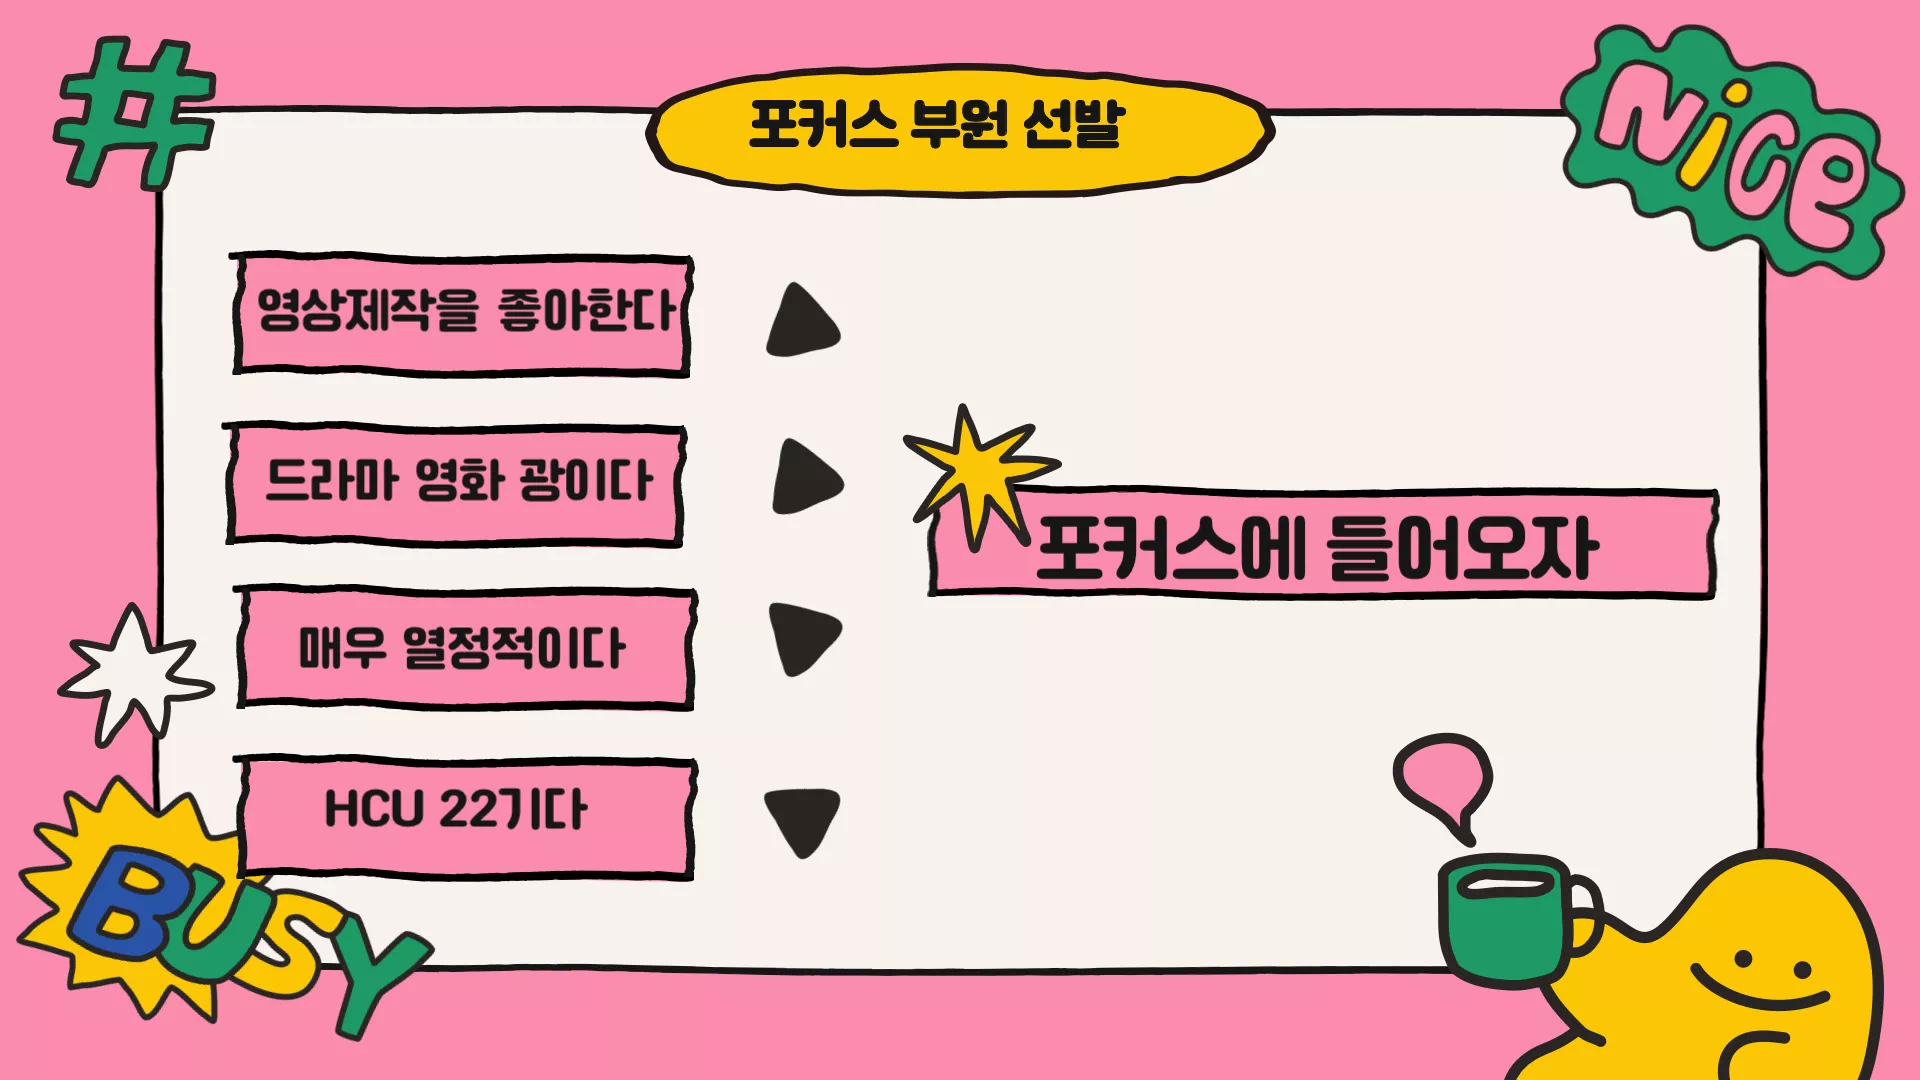 포커스 부원 선발
NiCe
영상제작을 좋아한다
드라마 영화 광이다
매우 열정적이다
HCU 22기다
포커스에 들어오자
BUSY